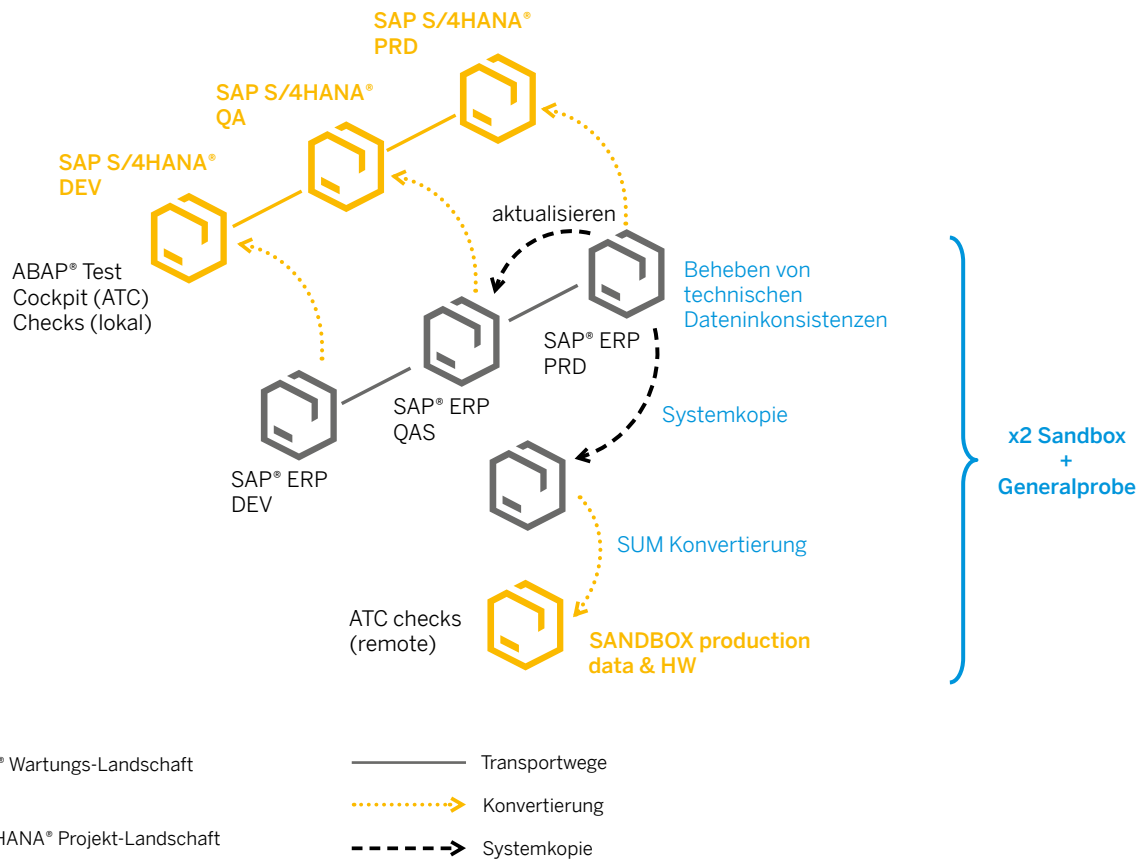 SAP S/4HANA®
PRD
SAP S/4HANA®
QA
SAP S/4HANA®
DEV
aktualisieren
ABAP® Test
Cockpit (ATC)
Checks (lokal)
Beheben von
technischen
Dateninkonsistenzen
SAP® ERP
PRD
SAP® ERP
QAS
Systemkopie
x2 Sandbox
+
Generalprobe
SAP® ERP
DEV
SUM Konvertierung
ATC checks
(remote)
SANDBOX production
data & HW
® Wartungs-Landschaft
Transportwege
Konvertierung
HANA® Projekt-Landschaft
Systemkopie